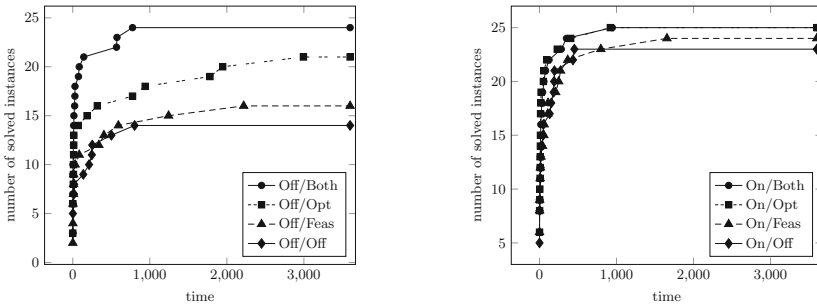 number of solved instances
25
20
15
10
5
0
0
1,000
2,000
3,000
time
Off/Both
Off/Opt
Off/Feas
Off/Off
number of solved instances
25
20
15
10
5
0
1,000
2,000
3,000
time
On/Both
On/Opt
On/Feas
On/Off